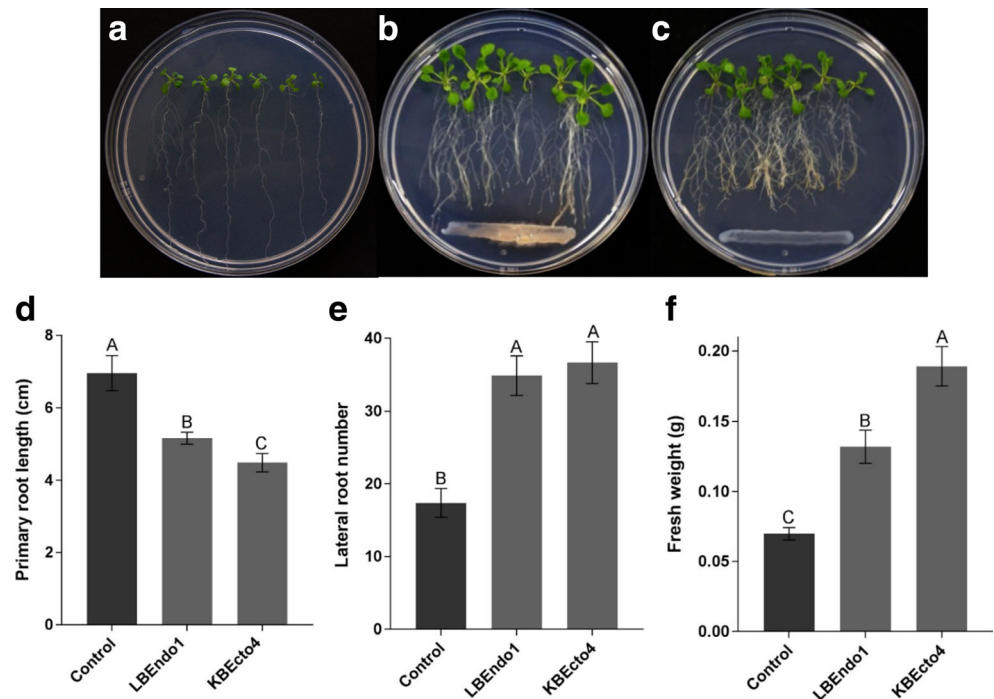 a
b
c
d
8
6
4
2
0
Primary root length (cm)
A
B
C
Control
LBEndo1
KBEcto4
e
40
30
20
10
0
Lateral root number
B
A
A
Control
LBEndo1
KBEcto4
f
0.20
0.15
0.10
0.05
0.00
Fresh weight (g)
C
B
A
Control
LBEndo1
KBEcto4